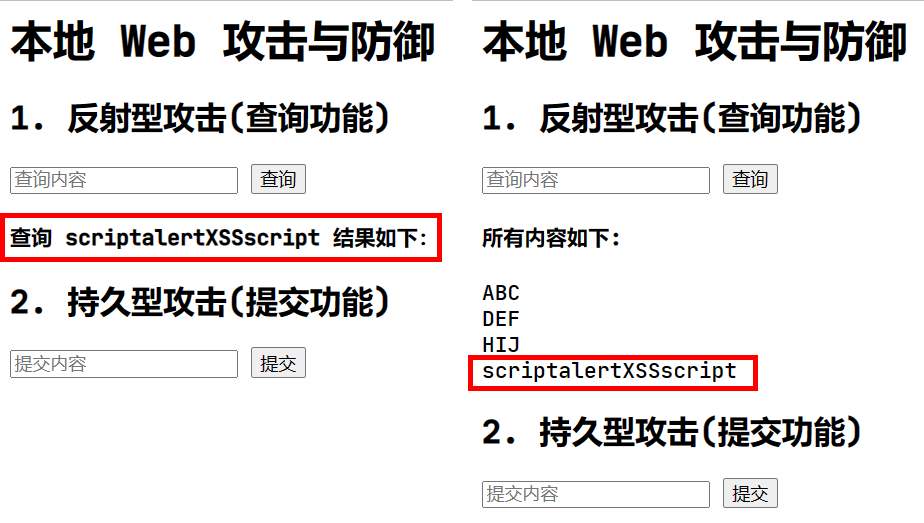 本地 Web 攻击与防御
1. 反射型攻击(查询功能)
查询内容 查询
查询 scriptalertXSSscript 结果如下:
2. 持久型攻击(提交功能)
提交内容 提交
本地 Web 攻击与防御
1. 反射型攻击(查询功能)
查询内容 查询
所有内容如下:
ABC
DEF
HIJ
scriptalertXSSscript
2. 持久型攻击(提交功能)
提交内容 提交